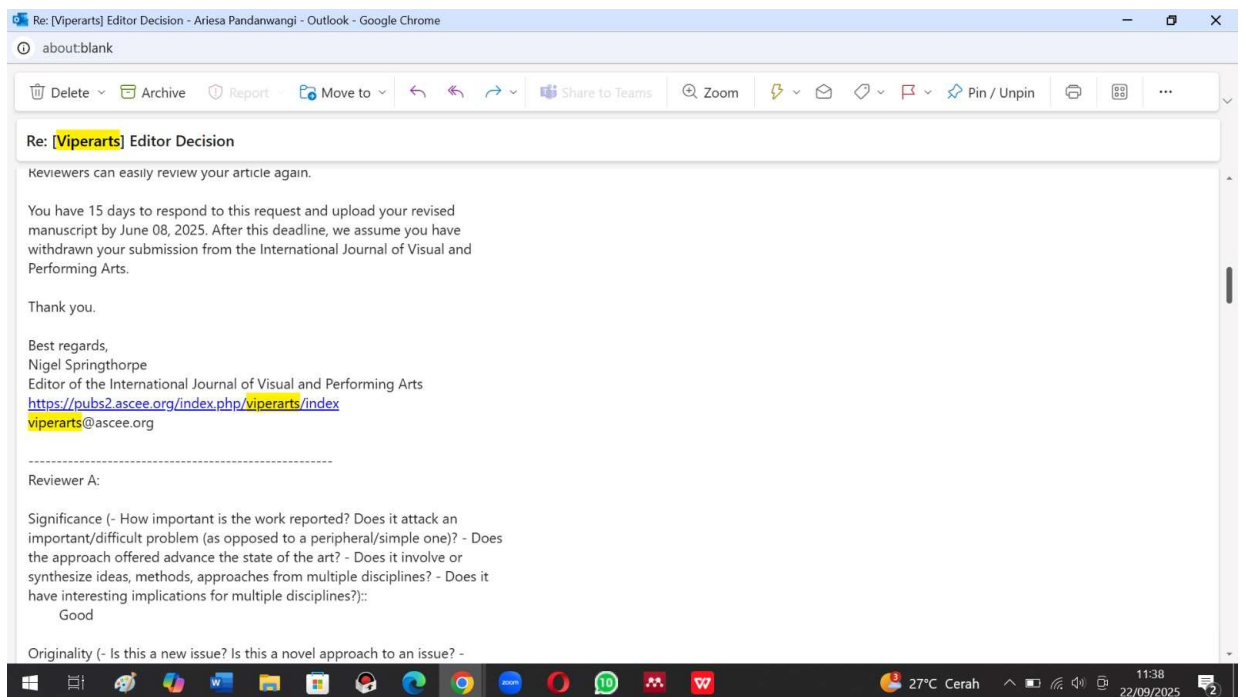 Re: [Viperarts] Editor Decision - Ariesa Pandanwangi - Outlook - Google Chrome
about:blank
Delete Archive Report Move to Share to Teams Zoom Pin / Unpin
Re: [Viperarts] Editor Decision
Reviewers can easily review your article again.
You have 15 days to respond to this request and upload your revised
manuscript by June 08, 2025. After this deadline, we assume you have
withdrawn your submission from the International Journal of Visual and
Performing Arts.
Thank you.
Best regards,
Nigel Springthorpe
Editor of the International Journal of Visual and Performing Arts
https://pubs2.ascee.org/index.php/viperarts/index
viperarts@ascee.org
-----------------------------------------------------
Reviewer A:
Significance (- How important is the work reported? Does it attack an
important/difficult problem (as opposed to a peripheral/simple one)? - Does
the approach offered advance the state of the art? - Does it involve or
synthesize ideas, methods, approaches from multiple disciplines? - Does it
have interesting implications for multiple disciplines?)::
Good
Originality (- Is this a new issue? Is this a novel approach to an issue? -
zoom 10 27°C Cerah 11:38
22/09/2025 2